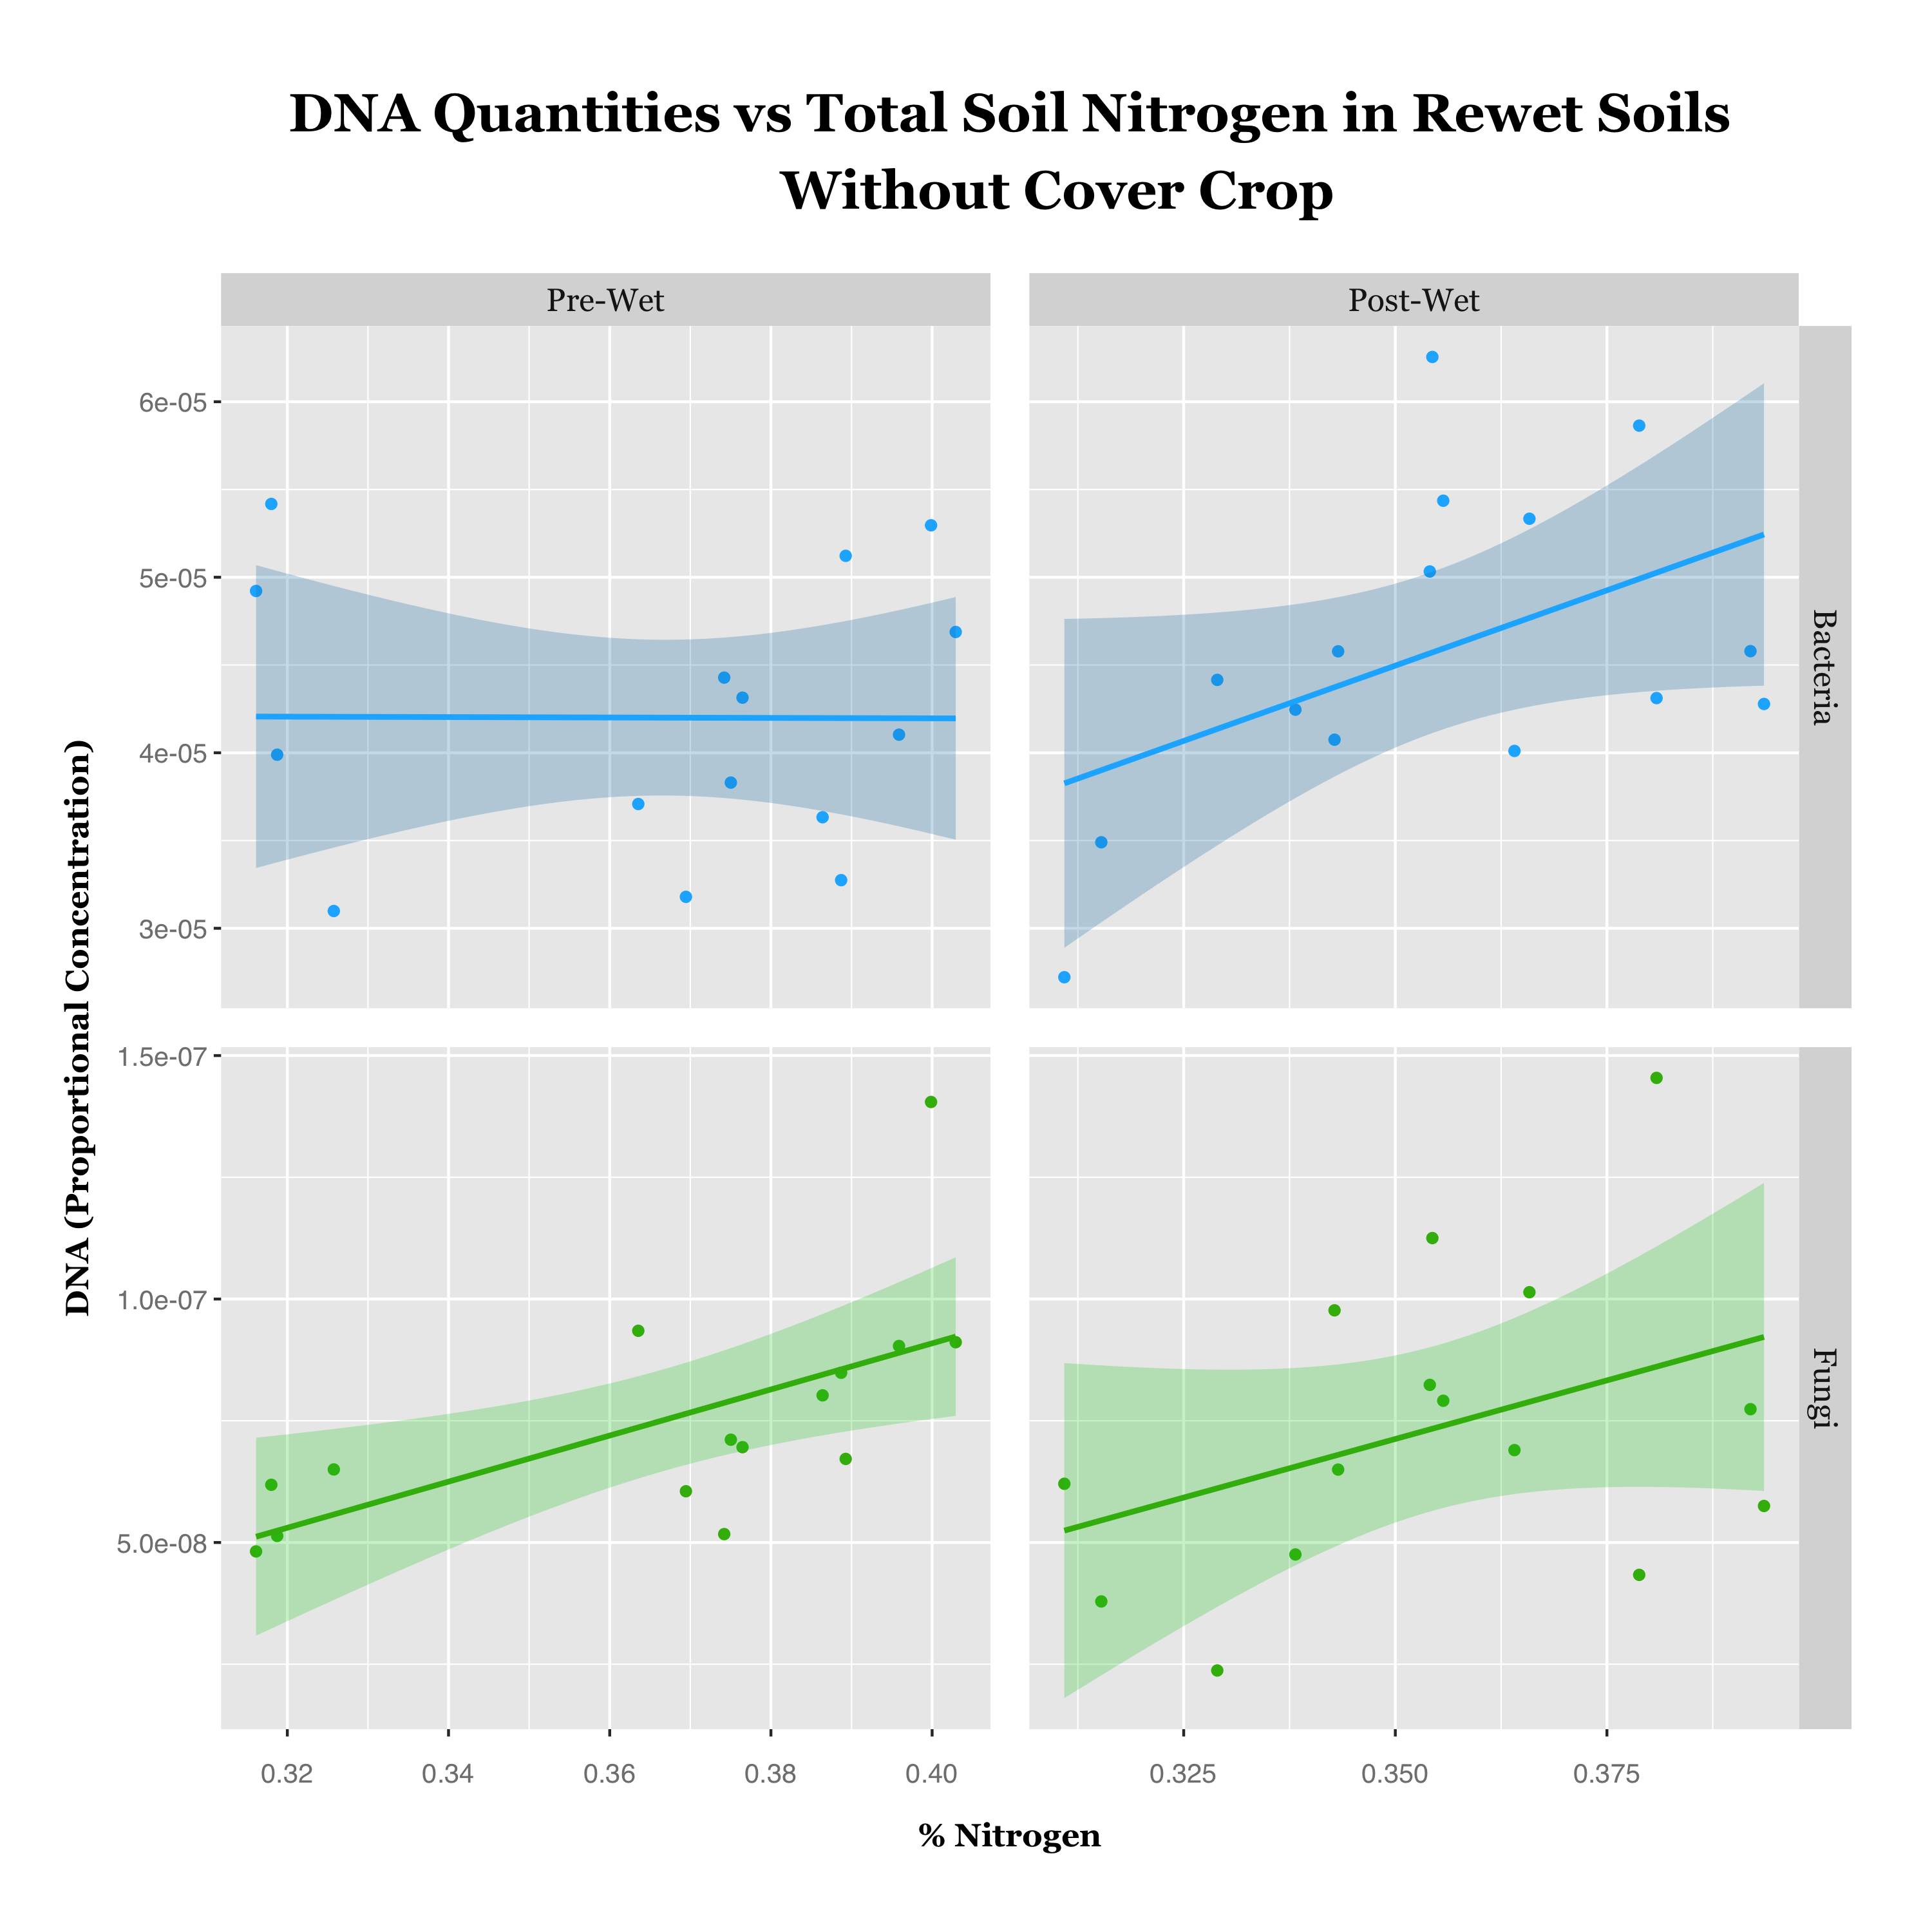 DNA Quantities vs Total Soil Nitrogen in Rewet Soils
Without Cover Crop
Pre-Wet
Post-Wet
6e-05
5e-05
4e-05
3e-05
Bacteria
DNA (Proportional Concentration)
1.5e-07
1.0e-07
5.0e-08
Fungi
0.32 0.34 0.36 0.38 0.40 0.325 0.350 0.375
% Nitrogen